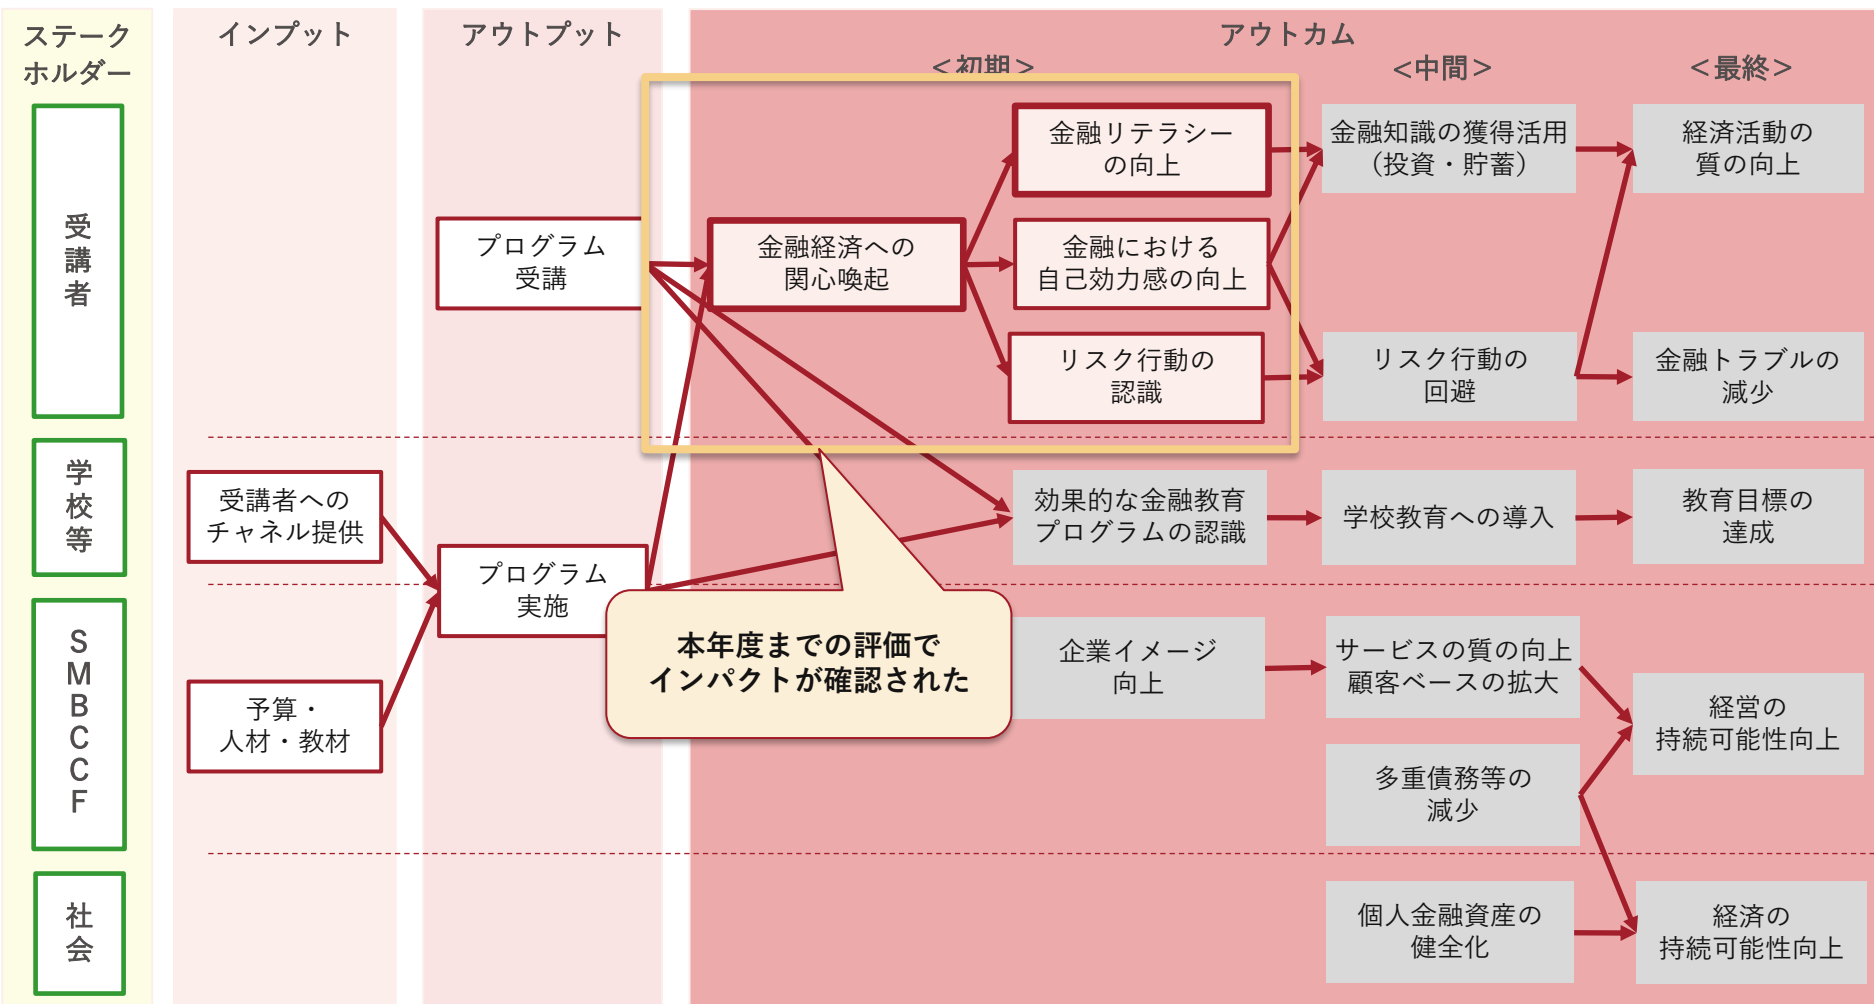 ステーク
ホルダー
インプット
アウトプット
アウトカム
<初期>
<中間>
<最終>
受
講
者
プログラム
受講
金融経済への
関心喚起
金融リテラシー
の向上
金融における
自己効力感の向上
リスク行動の
認識
金融知識の獲得活用
（投資・貯蓄）
リスク行動の
回避
経済活動の
質の向上
金融トラブルの
減少
学
校
等
受講者への
チャネル提供
プログラム
実施
効果的な金融教育
プログラムの認識
学校教育への導入
教育目標の
達成
S
M
B
C
C
F
予算・
人材・教材
本年度までの評価で
インパクトが確認された
企業イメージ
向上
サービスの質の向上
顧客ベースの拡大
多重債務等の
減少
経営の
持続可能性向上
社
会
個人金融資産の
健全化
経済の
持続可能性向上